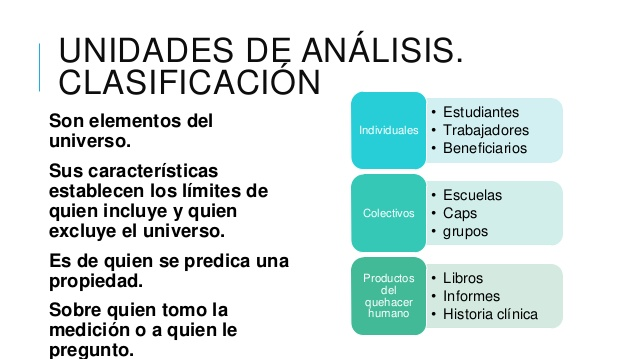 UNIDADES DE ANÁLISIS.
CLASIFICACIÓN
Son elementos del
universo.
Sus características
establecen los límites de
quien incluye y quien
excluye el universo.
Es de quien se predica una
propiedad.
Sobre quien tomo la
medición o a quien le
pregunto.
Individuales
• Estudiantes
• Trabajadores
• Beneficiarios
Colectivos
• Escuelas
• Caps
• grupos
Productos
del
quehacer
humano
• Libros
• Informes
• Historia clínica